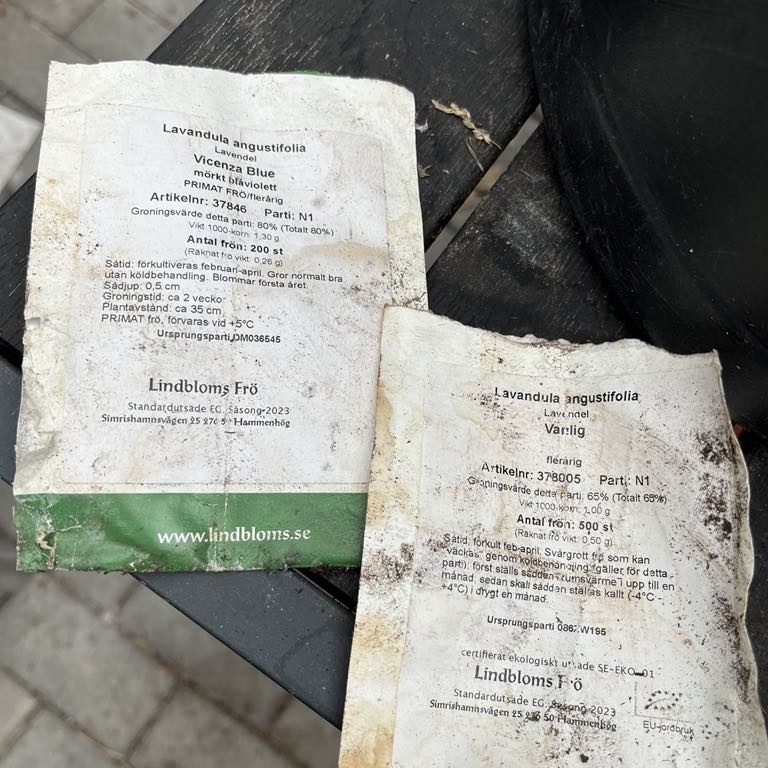 Lavandula angustifolia
Lavendel
Vicenza Blue
mörkt blåviolett
PRIMAT FRÖ/flerårig
Artikelnr: 37846 Parti: N1
Groningsvärde detta parti: 80% (Totalt 80%)
Vikt 1000-korn: 1,30 g
Antal frön: 200 st
(Räknat frö vikt: 0,26 g)
Såtid: förkultiveras februari-april. Gror normalt bra
utan köldbehandling. Blommar första året.
Sådjup: 0,5 cm
Groningstid: ca 2 veckor
Plantavstånd: ca 35 cm
PRIMAT frö, förvaras vid +5°C
Ursprungsparti DM036545
Lindbloms Frö
Standardutsäde EG. Säsong 2023
Simrishamnsvägen 25 276 5 Hammenhög
www.lindbloms.se
Lavandula angustifolia
Lavendel
Vanlig
flerårig
Artikelnr: 378005 Parti: N1
Groningsvärde detta parti: 65% (Totalt 65%)
Vikt 1000-korn: 1,00 g
Antal frön: 500 st
(Räknat frö vikt: 0,50 g)
Såtid: förkult feb-april. Svårgrott frö som kan
"väckas" genom köldbehandling (gäller för detta
parti): först ställs sådden i rumsvärme i upp till en
månad, sedan skall sådden ställas kallt (-4°C -
+4°C) i drygt en månad.
Ursprungsparti W195
certifierat ekologiskt utsäde SE-EKO 01
Lindbloms Frö
Standardutsäde EG. Säsong 2023
Simrishamnsvägen 25 276 50 Hammenhög
EU-jordbruk